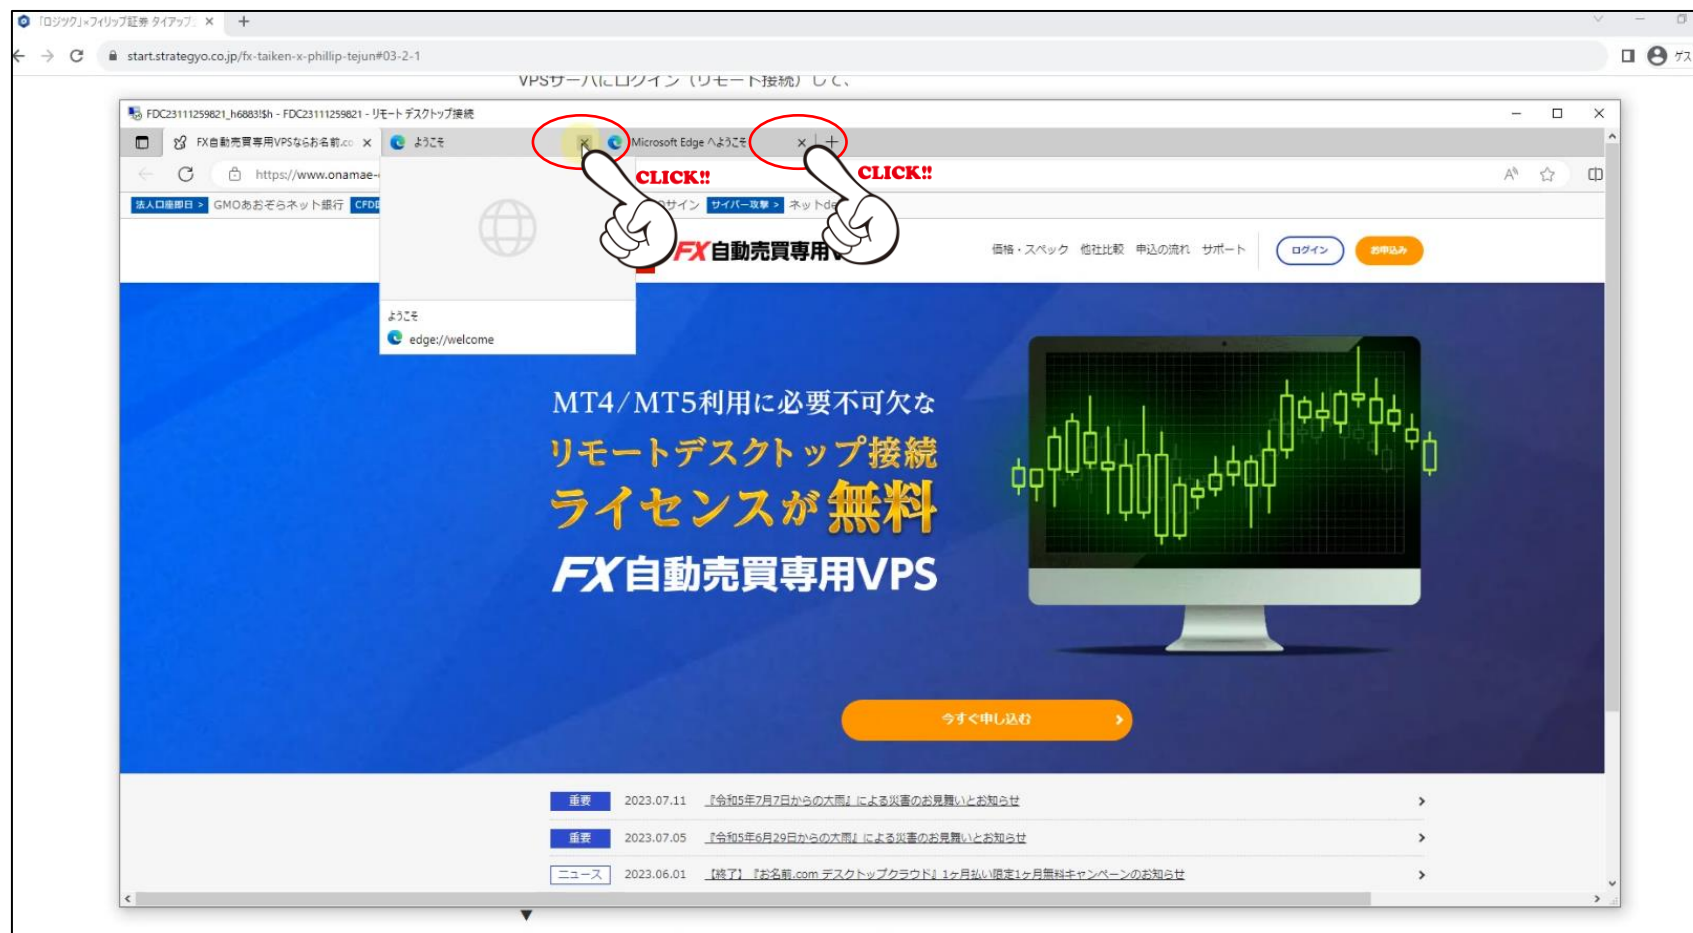 「ロジック」×フィリップ証券 タイアップ
start.strategyo.co.jp/fx-taiken-x-phillip-tejun#03-2-1
ゲス
VPSサーバにログイン（リモート接続）して、
FDC23111259821_h6883!$h - FDC23111259821 - リモート デスクトップ接続
FX自動売買専用VPSならお名前.co
ようこそ
Microsoft Edge へようこそ
CLICK!!
CLICK!!
https://www.onamae-
法人口座即日 >
GMOあおぞらネット銀行
サイン
サイバー攻撃 >
ネットde
FX自動売買専用V
価格・スペック 他社比較 申込の流れ サポート
ログイン
お申込み
ようこそ
edge://welcome
MT4/MT5利用に必要不可欠な
リモートデスクトップ接続
ライセンスが無料
FX自動売買専用VPS
今すぐ申し込む
重要 2023.07.11 『令和5年7月7日からの大雨』による災害のお見舞いとお知らせ
重要 2023.07.05 『令和5年6月29日からの大雨』による災害のお見舞いとお知らせ
ニュース 2023.06.01 【終了】『お名前.com デスクトップクラウド』1ヶ月払い限定1ヶ月無料キャンペーンのお知らせ